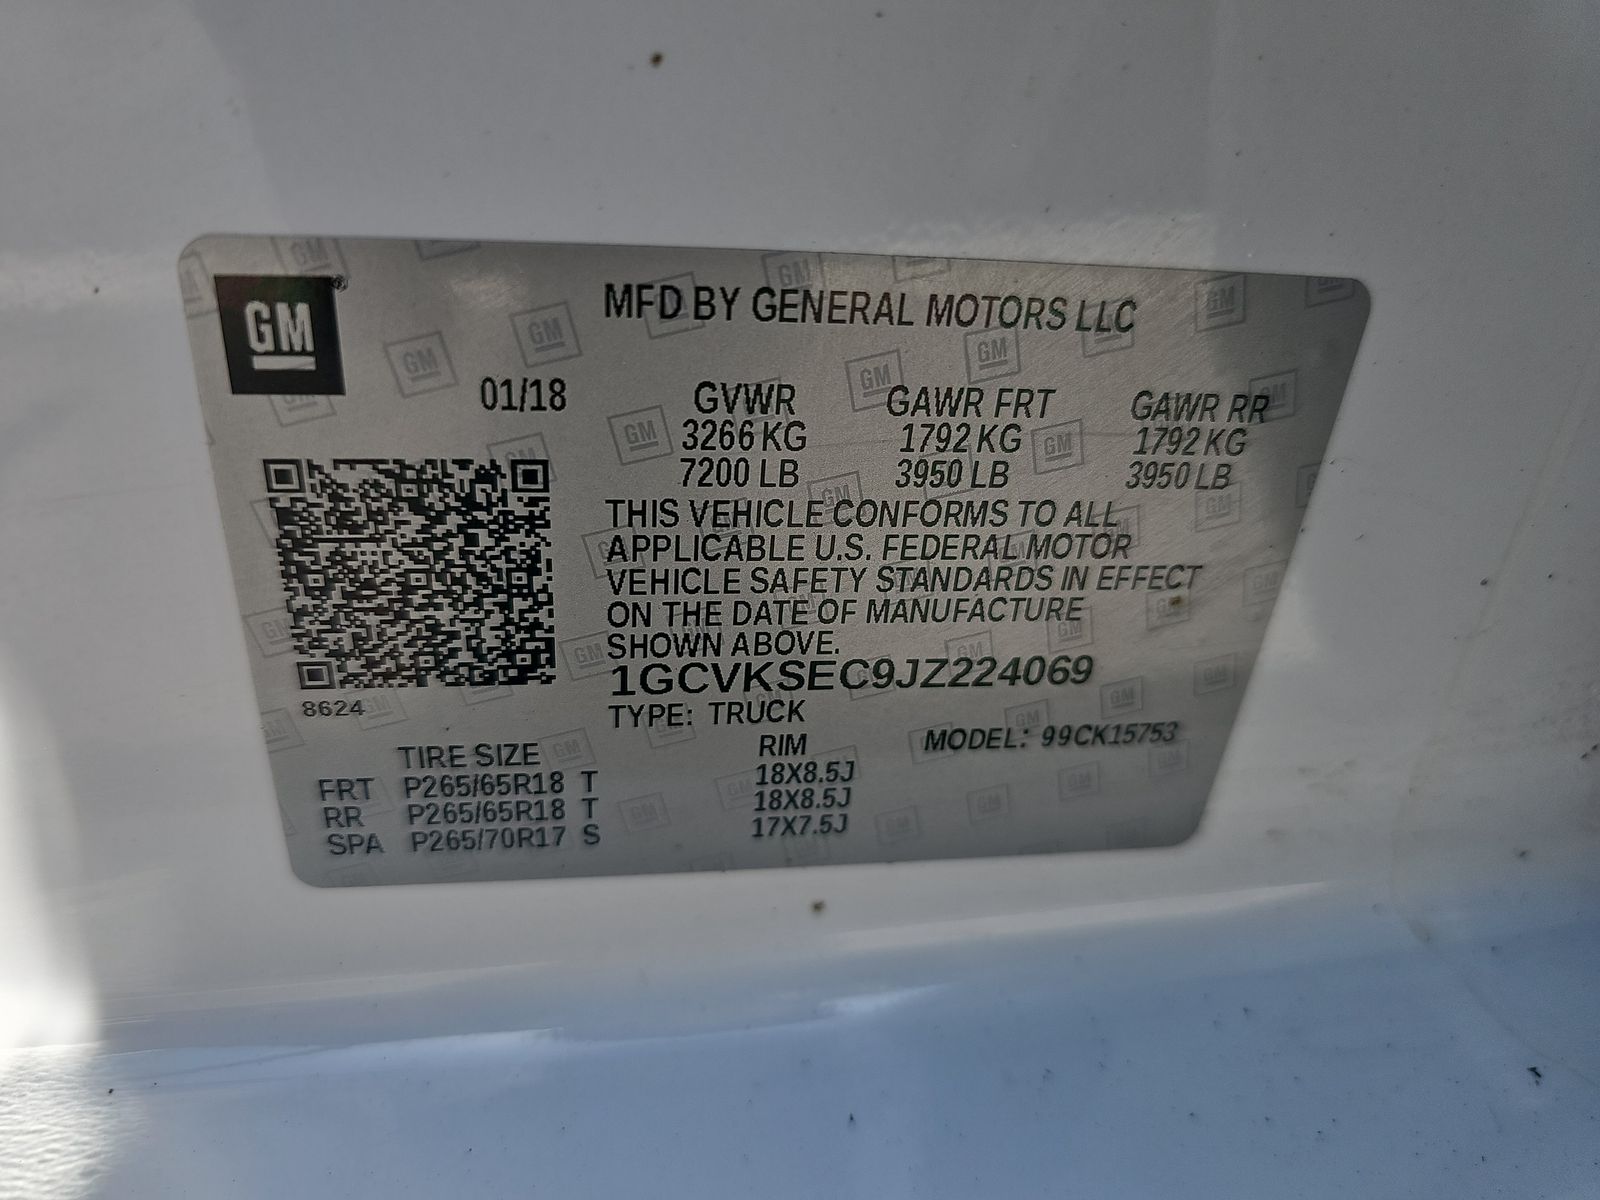 GM
MFD BY GENERAL MOTORS LLC
01/18 GVWR GAWR FRT GAWR RR
3266 KG 1792 KG 1792 KG
7200 LB 3950 LB 3950 LB
THIS VEHICLE CONFORMS TO ALL
APPLICABLE U.S. FEDERAL MOTOR
VEHICLE SAFETY STANDARDS IN EFFECT
ON THE DATE OF MANUFACTURE
SHOWN ABOVE.
1GCVKSEC9JZ224069
8624
TYPE: TRUCK
MODEL: 99CK15753
TIRE SIZE RIM
FRT P265/65R18 T 18X8.5J
RR P265/65R18 T 18X8.5J
SPA P265/70R17 S 17X7.5J